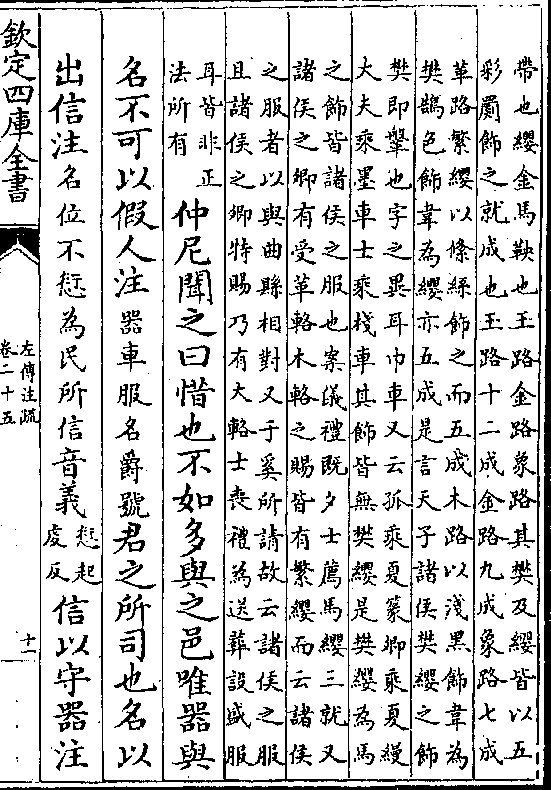 帶也纓金馬鞅也玉路金路象路其樊及纓皆以五
彩罽飾之就成也玉路十二成金路九成象路七成
革路繁纓以絛絲飾之而五成木路以淺黑飾韋為
樊鵠色飾韋為纓亦五成是言天子諸侯樊纓之飾
樊即鞶也字之異耳巾車又云孤乘夏篆卿乘夏縵
大夫乘墨車士乘棧車其飾皆無樊纓是樊纓為馬
之飾皆諸侯之服也案儀禮既夕士薦馬纓三就又
諸侯之卿有受革輅木輅之賜皆有繁纓而云諸侯
之服者以與曲縣相對又于奚所請故云諸侯之服
且諸侯之卿特賜乃有大輅士喪禮為送葬設盛服
耳皆非正
法所有
仲尼聞之曰惜也不如多與之邑唯器與
名不可以假人注器車服名爵號君之所司也名以
出信注名位不愆為民所信音義愆起虔反信以守器注
欽定四庫全書
左傳注疏
卷二十五
十一